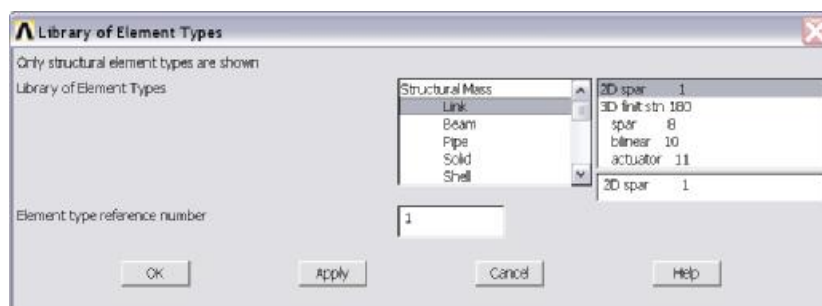 Library of Element Types
Only structural element types are shown
Library of Element Types
Structural Mass
Link
Beam
Pipe
Solid
Shell
2D spar 1
3D finit stn 180
spar 8
bilinear 10
actuator 11
2D spar 1
Element type reference number
1
OK
Apply
Cancel
Help